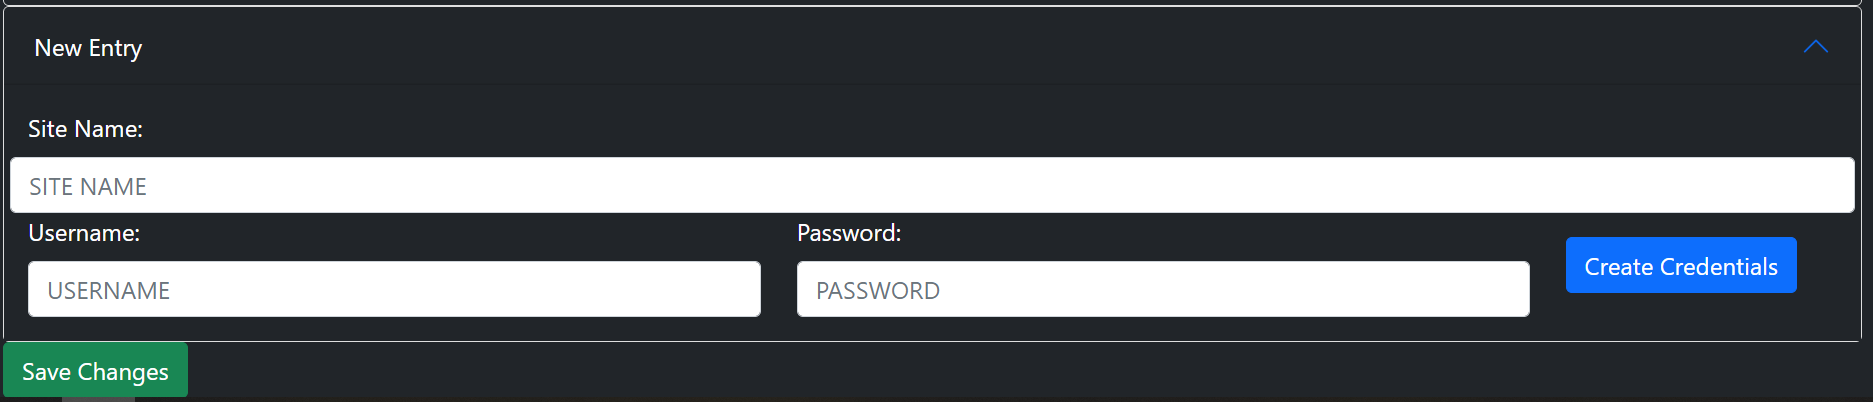 New Entry
Site Name:
SITE NAME
Username:
Password:
USERNAME
PASSWORD
Create Credentials
Save Changes